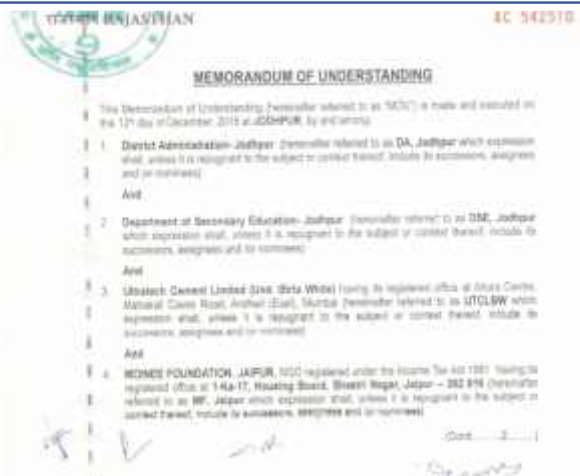 RAJASTHAN
AC 542510
MEMORANDUM OF UNDERSTANDING
This Memorandum of Understanding (hereinafter referred to as "MOU") is made and executed on
this 12th day of December, 2015 at JODHPUR, by and among:
1. District Administration- Jodhpur (hereinafter referred to as DA, Jodhpur which expression
shall, unless it is repugnant to the subject or context thereof, include its successors, assignees
and /or nominees)
And
2. Department of Secondary Education- Jodhpur (hereinafter referred to as DSE, Jodhpur
which expression shall, unless it is repugnant to the subject or context thereof, include its
successors, assignees and /or nominees)
And
3. Ultratech Cement Limited (Unit: Birla White) having its registered office at Ahura Centre,
Mahakali Caves Road, Andheri (East), Mumbai (hereinafter referred to as UTCLBW which
expression shall, unless it is repugnant to the subject or context thereof, include its
successors, assignees and /or nominees)
And
4. FOUNDATION, JAIPUR, NGO registered under the Income Tax Act 1961 having its
registered office at 1-Ka-17, Housing Board, Shastri Nagar, Jaipur – 302 016 (hereinafter
referred to as MF, Jaipur which expression shall, unless it is repugnant to the subject or
context thereof, include its successors, assignees and /or nominees)
(Cont.....2.....)